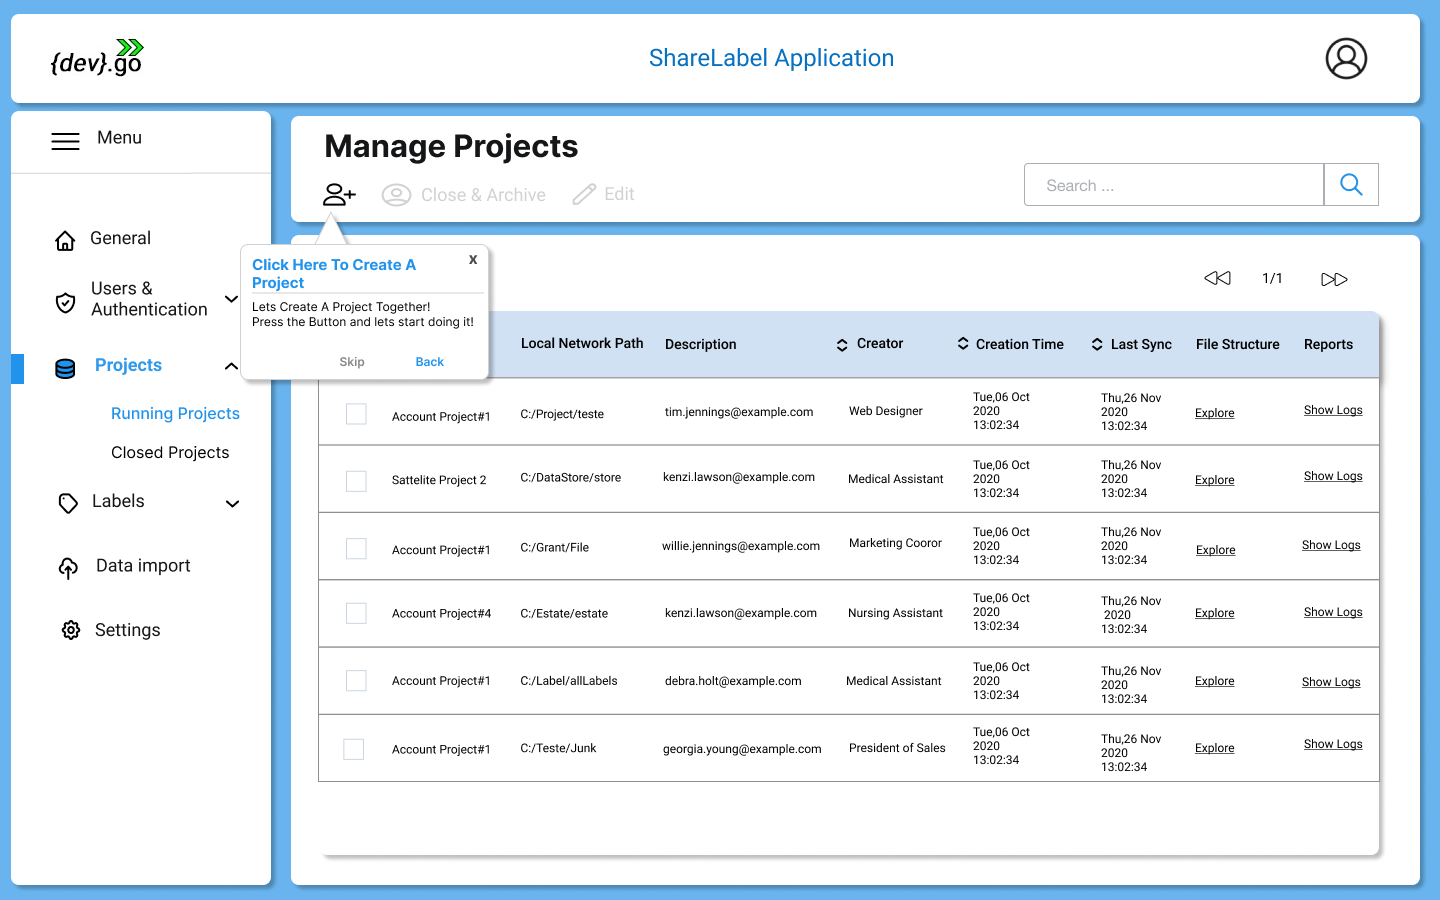 {dev}.go
ShareLabel Application
Menu
General
Users &
Authentication
Projects
Running Projects
Closed Projects
Labels
Data import
Settings
Manage Projects
Close & Archive
Edit
Search ...
Click Here To Create A
Project
x
Lets Create A Project Together!
Press the Button and lets start doing it!
Skip
Back
1/1
Local Network Path
Description
Creator
Creation Time
Last Sync
File Structure
Reports
Account Project#1
C:/Project/teste
tim.jennings@example.com
Web Designer
Tue,06 Oct
2020
13:02:34
Thu,26 Nov
2020
13:02:34
Explore
Show Logs
Sattelite Project 2
C:/DataStore/store
kenzi.lawson@example.com
Medical Assistant
Tue,06 Oct
2020
13:02:34
Thu,26 Nov
2020
13:02:34
Explore
Show Logs
Account Project#1
C:/Grant/File
willie.jennings@example.com
Marketing Cooror
Tue,06 Oct
2020
13:02:34
Thu,26 Nov
2020
13:02:34
Explore
Show Logs
Account Project#4
C:/Estate/estate
kenzi.lawson@example.com
Nursing Assistant
Tue,06 Oct
2020
13:02:34
Thu,26 Nov
2020
13:02:34
Explore
Show Logs
Account Project#1
C:/Label/allLabels
debra.holt@example.com
Medical Assistant
Tue,06 Oct
2020
13:02:34
Thu,26 Nov
2020
13:02:34
Explore
Show Logs
Account Project#1
C:/Teste/Junk
georgia.young@example.com
President of Sales
Tue,06 Oct
2020
13:02:34
Thu,26 Nov
2020
13:02:34
Explore
Show Logs